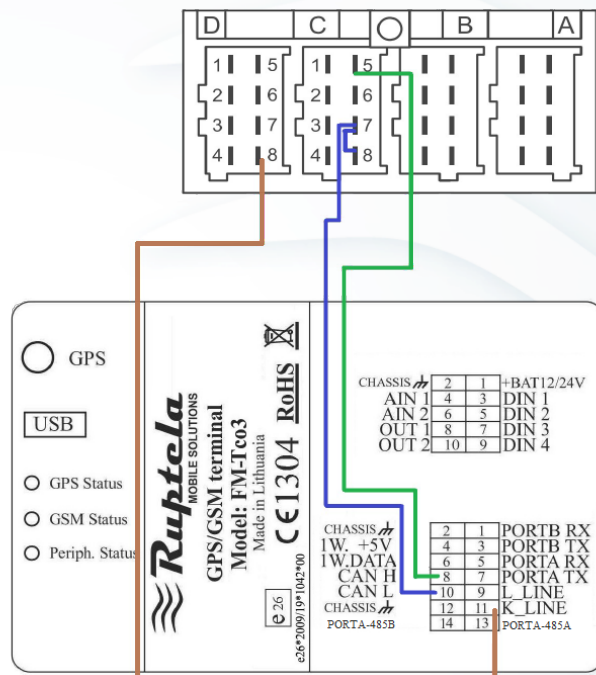 D C B A
1 5 1 5
2 6 2 6
3 7 3 7
4 8 4 8
GPS
USB
GPS Status
GSM Status
Periph. Status
Ruptela
MOBILE SOLUTIONS
GPS/GSM terminal
Model: FM-Tco3
Made in Lithuania
CE1304 RoHS
e 26
e26*2009/19*1042*00
CHASSIS 2 1 +BAT12/24V
AIN 1 4 3 DIN 1
AIN 2 6 5 DIN 2
OUT 1 8 7 DIN 3
OUT 2 10 9 DIN 4
CHASSIS 2 1 PORTB RX
1W. +5V 4 3 PORTB TX
1W.DATA 6 5 PORTA RX
CAN H 8 7 PORTA TX
CAN L 10 9 L_LINE
CHASSIS 12 11 K_LINE
PORTA-485B 14 13 PORTA-485A